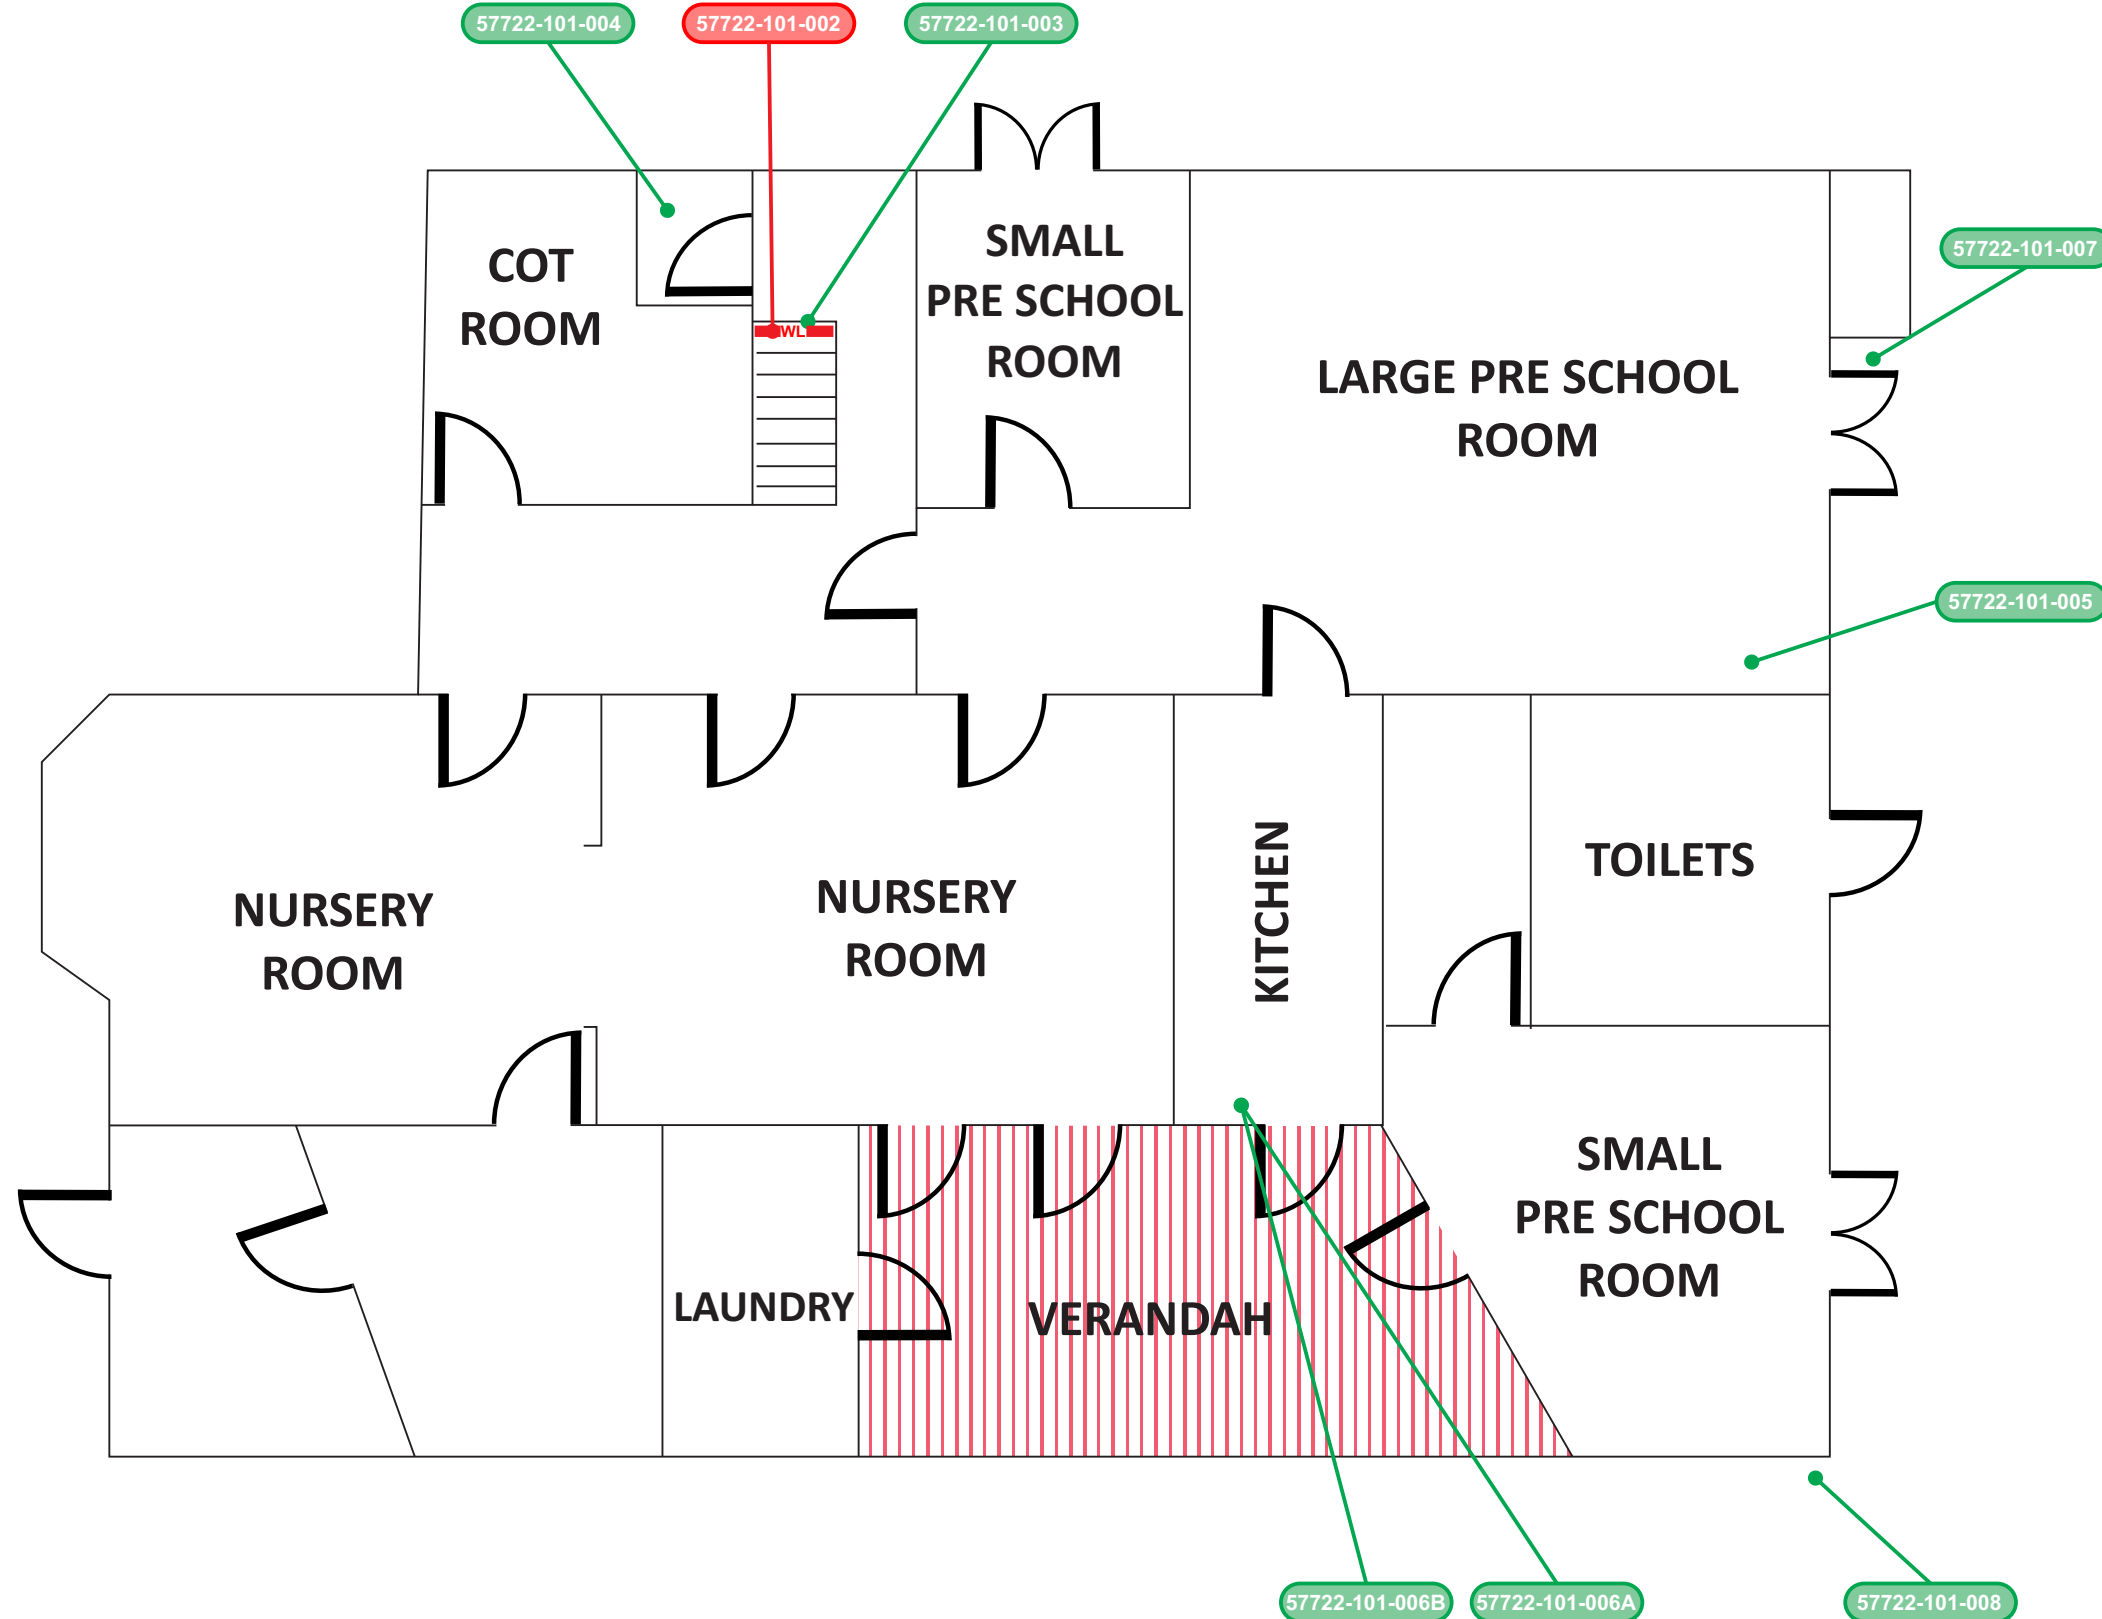 57722-101-004
57722-101-002
57722-101-003
SMALL
PRE SCHOOL
ROOM
COT
ROOM
57722-101-007
WL
LARGE PRE SCHOOL
ROOM
57722-101-005
KITCHEN
TOILETS
NURSERY
ROOM
NURSERY
ROOM
SMALL
PRE SCHOOL
ROOM
LAUNDRY
VERANDAH
57722-101-006B
57722-101-006A
57722-101-008